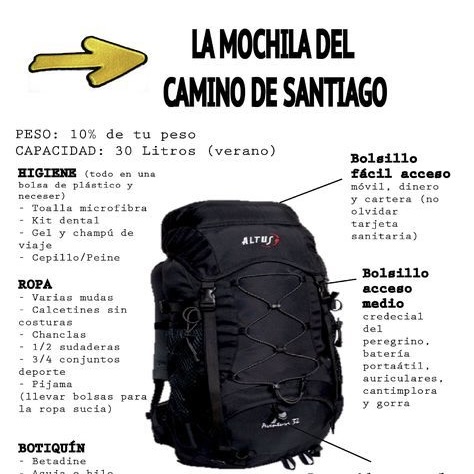 LA MOCHILA DEL
CAMINO DE SANTIAGO
PESO: 10% de tu peso
CAPACIDAD: 30 Litros (verano)
HIGIENE (todo en una
bolsa de plástico y
neceser)
- Toalla microfibra
- Kit dental
- Gel y champú de
viaje
- Cepillo/Peine
ROPA
- Varias mudas
- Calcetines sin
costuras
- Chanclas
- 1/2 sudaderas
- 3/4 conjuntos
deporte
- Pijama
(llevar bolsas para
la ropa sucia)
BOTIQUÍN
- Betadine
- Aguja o hilo
Bolsillo
fácil acceso
móvil, dinero
y cartera (no
olvidar
tarjeta
sanitaria)
Bolsillo
acceso
medio
credecial
del
peregrino,
batería
portaátil,
auriculares,
cantimplora
y gorra
ALTUS